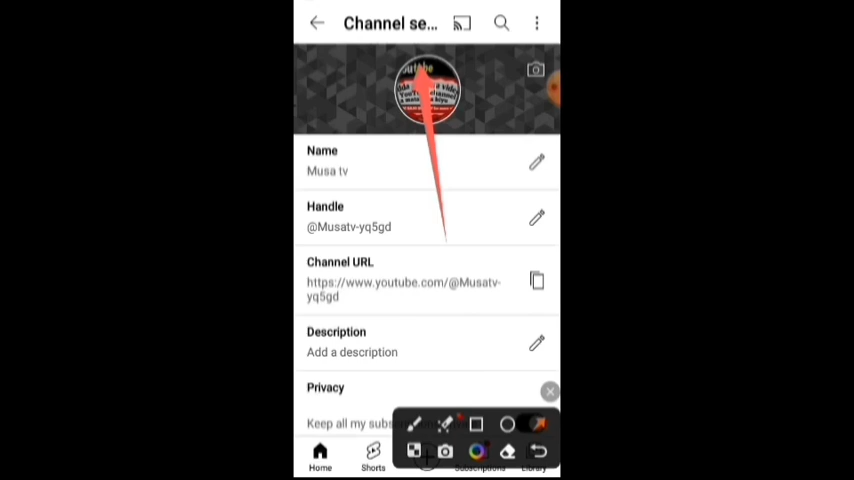 Channel se...
Name
Musa tv
Handle
@Musatv-yq5gd
Channel URL
https://www.youtube.com/@Musatv-
yq5gd
Description
Add a description
Privacy
Keep all my subs
Home
Shorts
Subscriptions
Library